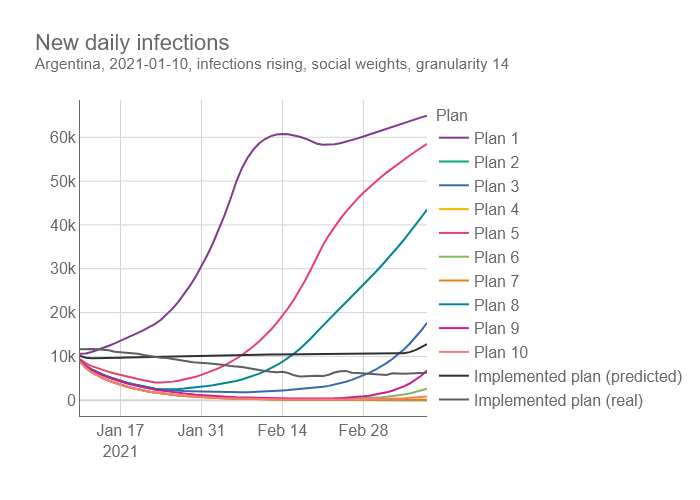 New daily infections
Argentina, 2021-01-10, infections rising, social weights, granularity 14
Plan
60k
50k
40k
30k
20k
10k
0
Jan 17
2021
Jan 31
Feb 14
Feb 28
Plan 1
Plan 2
Plan 3
Plan 4
Plan 5
Plan 6
Plan 7
Plan 8
Plan 9
Plan 10
Implemented plan (predicted)
Implemented plan (real)